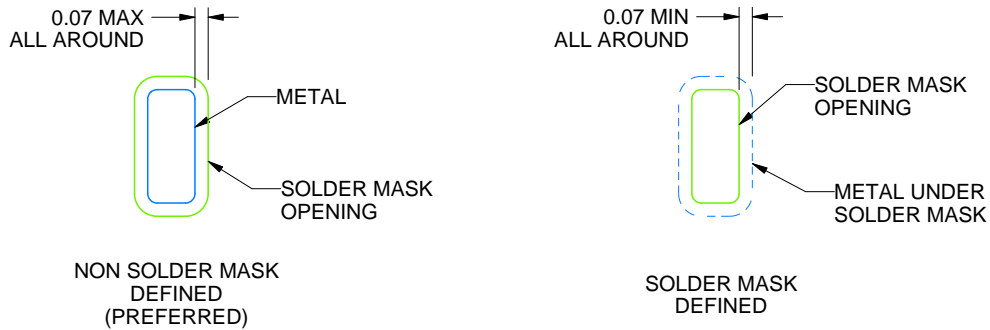 0.07 MAX
ALL AROUND
METAL
SOLDER MASK
OPENING
NON SOLDER MASK
DEFINED
(PREFERRED)
0.07 MIN
ALL AROUND
SOLDER MASK
OPENING
METAL UNDER
SOLDER MASK
SOLDER MASK
DEFINED